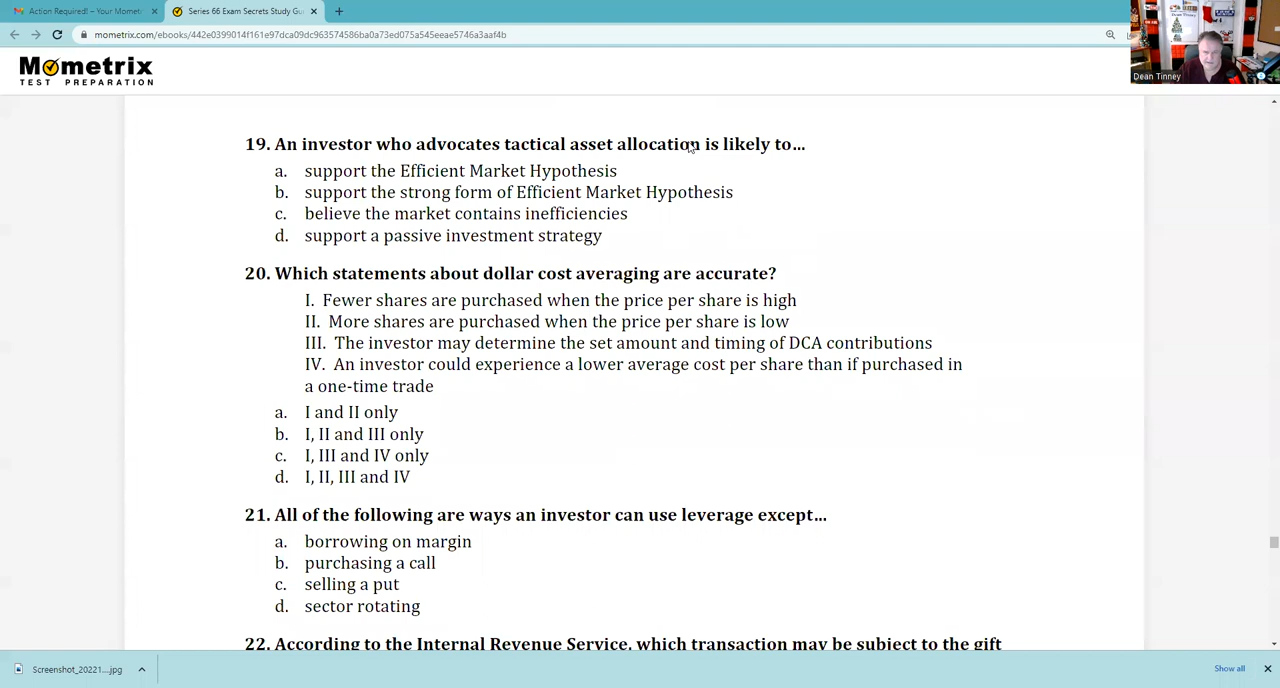 Action Required! – Your Mometri
Series 66 Exam Secrets Study Gui
mometrix.com/ebooks/442e0399014f161e97dca09dc963574586ba0a73ed075a545eeae5746a3aaf4b
Dean Tinney
Mometrix
TEST PREPARATION
19. An investor who advocates tactical asset allocation is likely to...
a. support the Efficient Market Hypothesis
b. support the strong form of Efficient Market Hypothesis
c. believe the market contains inefficiencies
d. support a passive investment strategy
20. Which statements about dollar cost averaging are accurate?
I. Fewer shares are purchased when the price per share is high
II. More shares are purchased when the price per share is low
III. The investor may determine the set amount and timing of DCA contributions
IV. An investor could experience a lower average cost per share than if purchased in
a one-time trade
a. I and II only
b. I, II and III only
c. I, III and IV only
d. I, II, III and IV
21. All of the following are ways an investor can use leverage except...
a. borrowing on margin
b. purchasing a call
c. selling a put
d. sector rotating
22. According to the Internal Revenue Service, which transaction may be subject to the gift
Screenshot_20221....jpg
Show all